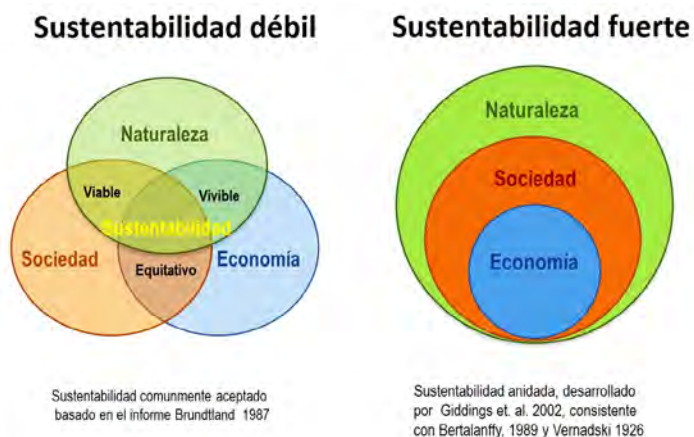 Sustentabilidad débil
Naturaleza
Viable
Vivible
Sustentabilidad
Sociedad
Economía
Equitativo
Sustentabilidad comunmente aceptado
basado en el informe Brundtland 1987
Sustentabilidad fuerte
Naturaleza
Sociedad
Economía
Sustentabilidad anidada, desarrollado
por Giddings et. al. 2002, consistente
con Bertalanffy, 1989 y Vernadski 1926